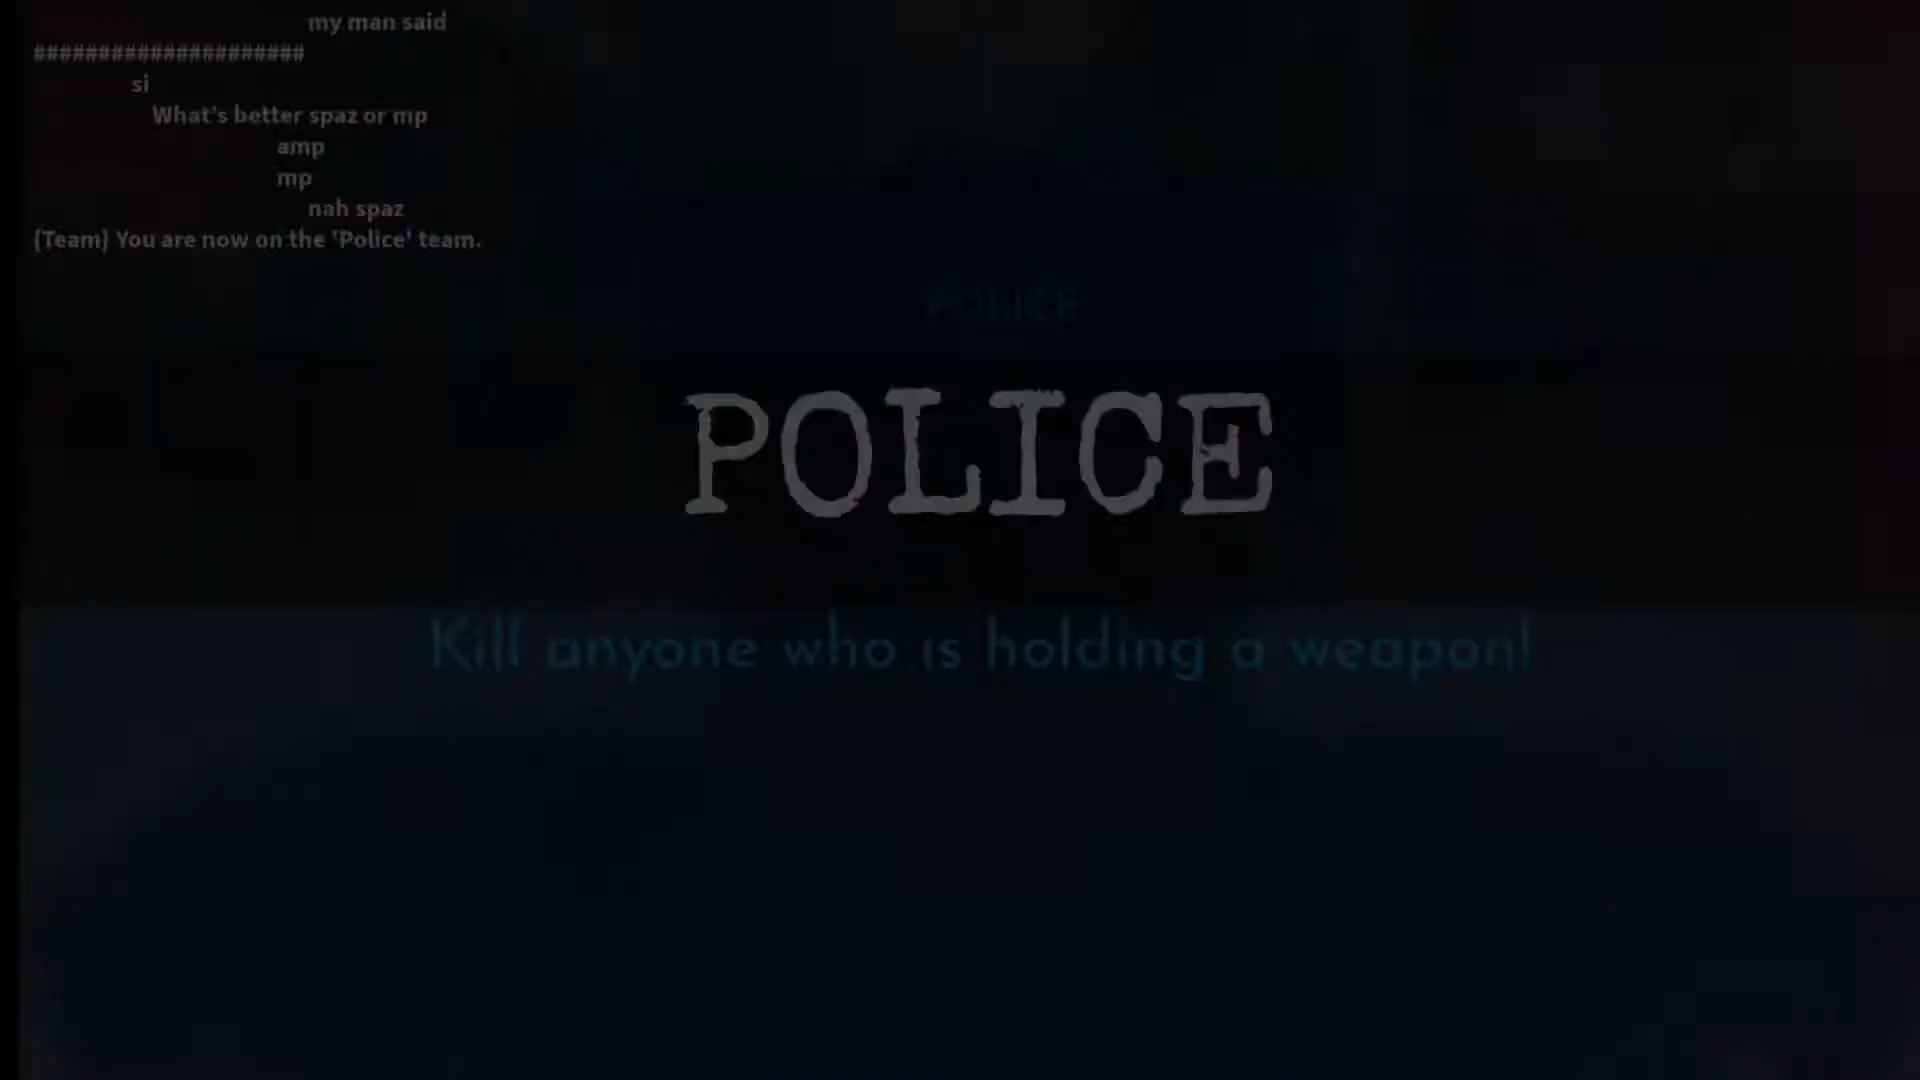 my man said
#####################
si
What's better spaz or mp
amp
mp
nah spaz
{Team} You are now on the 'Police' team.
POLICE
POLICE
Kill anyone who is holding a weapon!